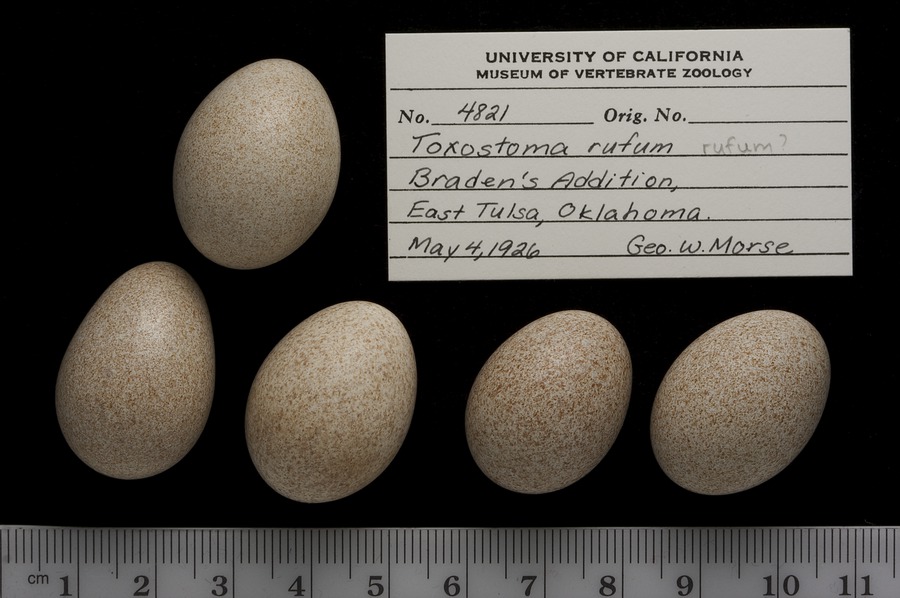 UNIVERSITY OF CALIFORNIA
MUSEUM OF VERTEBRATE ZOOLOGY
No. 4821 Orig. No.
Toxostoma rufum rufum?
Braden's Addition,
East Tulsa, Oklahoma.
May 4, 1926 Geo. W. Morse
cm 1 2 3 4 5 6 7 8 9 10 11